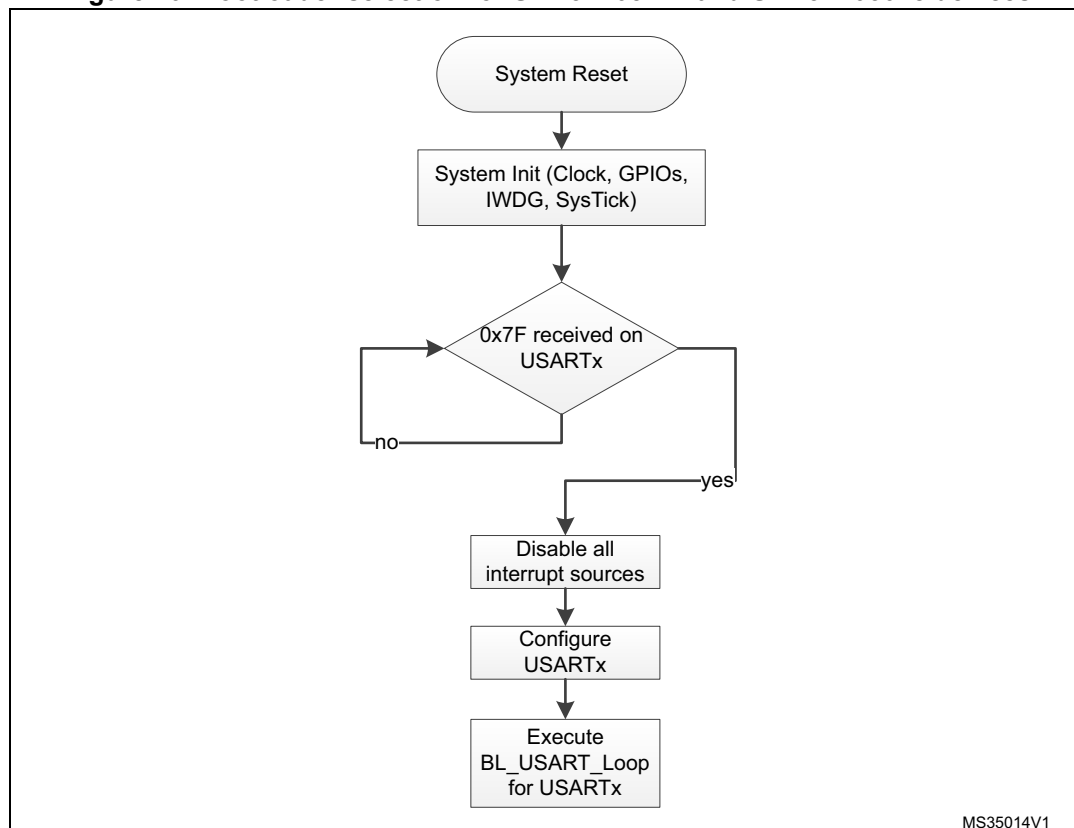 System Reset
System Init (Clock, GPIOs,
IWDG, SysTick)
0x7F received on
USARTx
no
yes
Disable all
interrupt sources
Configure
USARTx
Execute
BL_USART_Loop
for USARTx
MS35014V1